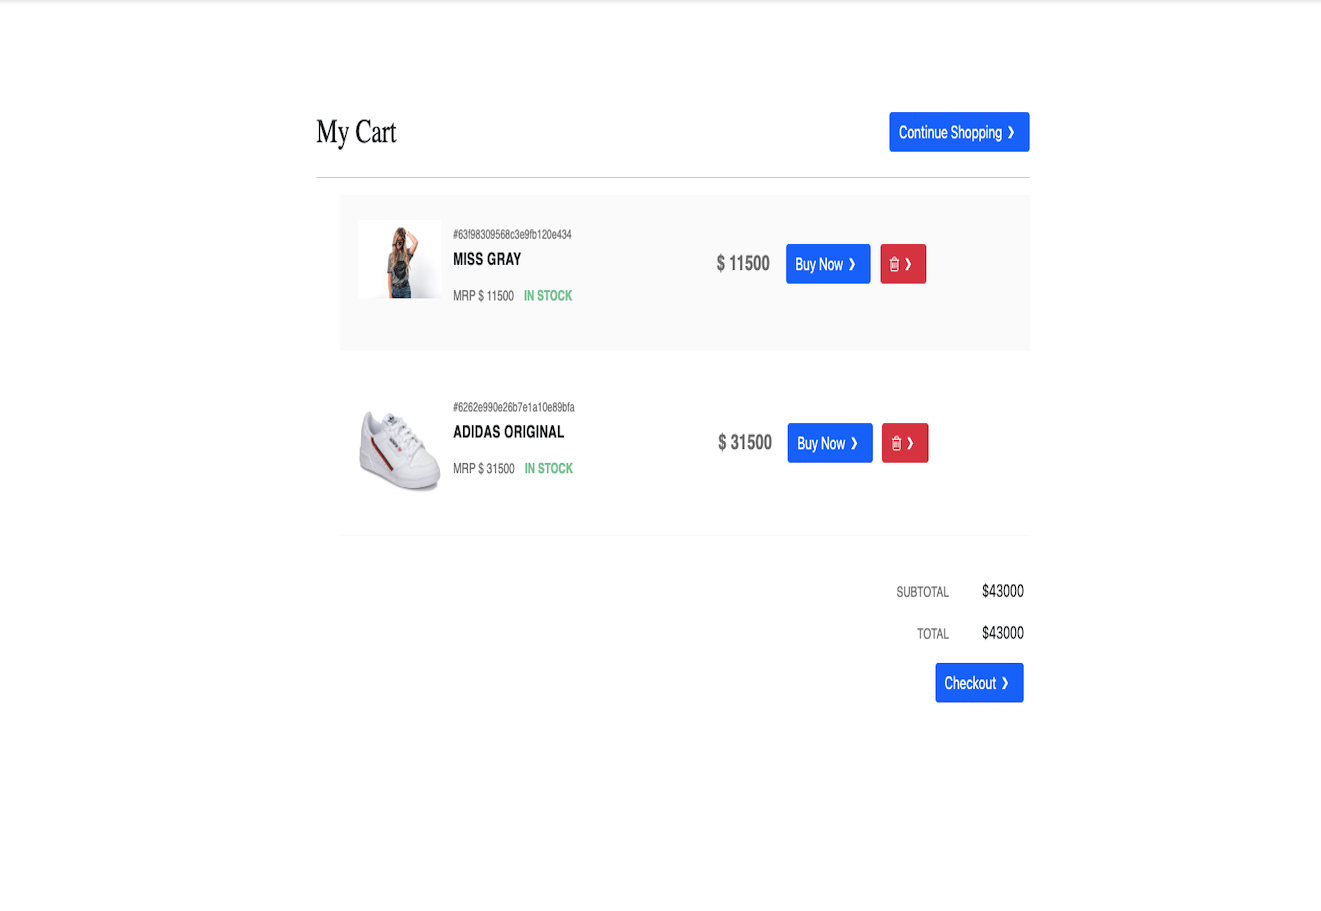 My Cart
Continue Shopping ❯
#63f98309568c3e9fb120e434
MISS GRAY
MRP $ 11500 IN STOCK
$ 11500
Buy Now ❯
❯
#6262e990e26b7e1a10e89bfa
ADIDAS ORIGINAL
MRP $ 31500 IN STOCK
$ 31500
Buy Now ❯
❯
SUBTOTAL $43000
TOTAL $43000
Checkout ❯